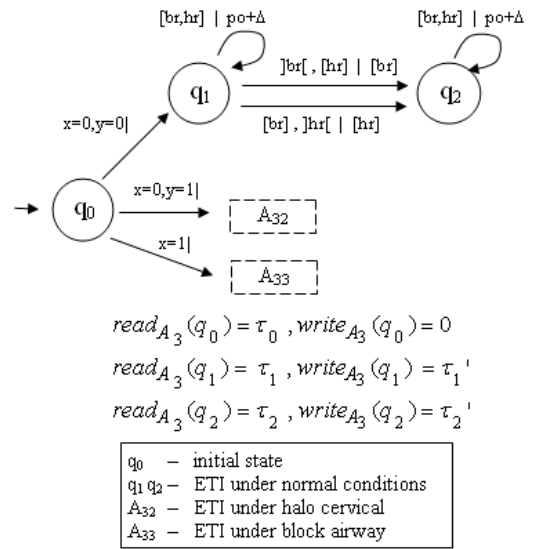 [br,hr] | po+Δ
[br,hr] | po+Δ
q1
]br[ , [hr] | [br]
q2
[br] , ]hr[ | [hr]
x=0,y=0|
q0
x=0,y=1|
A32
x=1|
A33
readA3(q0)=τ0 ,writeA3(q0)=0
readA3(q1)= τ1 ,writeA3(q1) = τ1'
readA3(q2)=τ2 ,writeA3(q2)=τ2'
q0 – initial state
q1 q2 – ETI under normal conditions
A32 – ETI under halo cervical
A33 – ETI under block airway